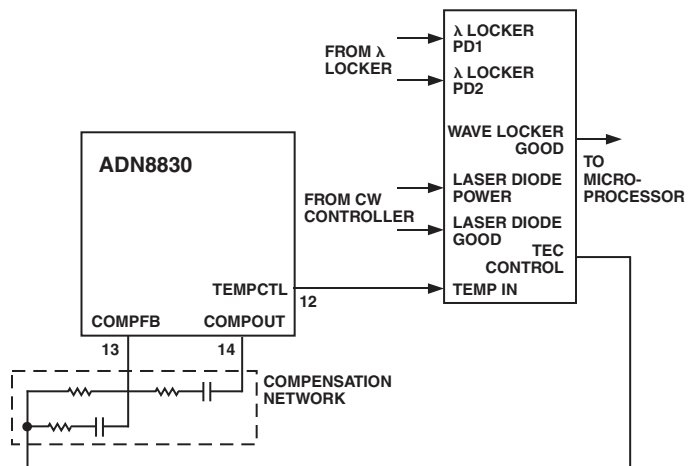 FROM λ
LOCKER
λ LOCKER
PD1
λ LOCKER
PD2
WAVE LOCKER
GOOD
TO
MICRO-
PROCESSOR
ADN8830
FROM CW
CONTROLLER
LASER DIODE
POWER
LASER DIODE
GOOD
TEC
CONTROL
TEMP IN
TEMPCTL
12
COMPFB
COMPOUT
13
14
COMPENSATION
NETWORK